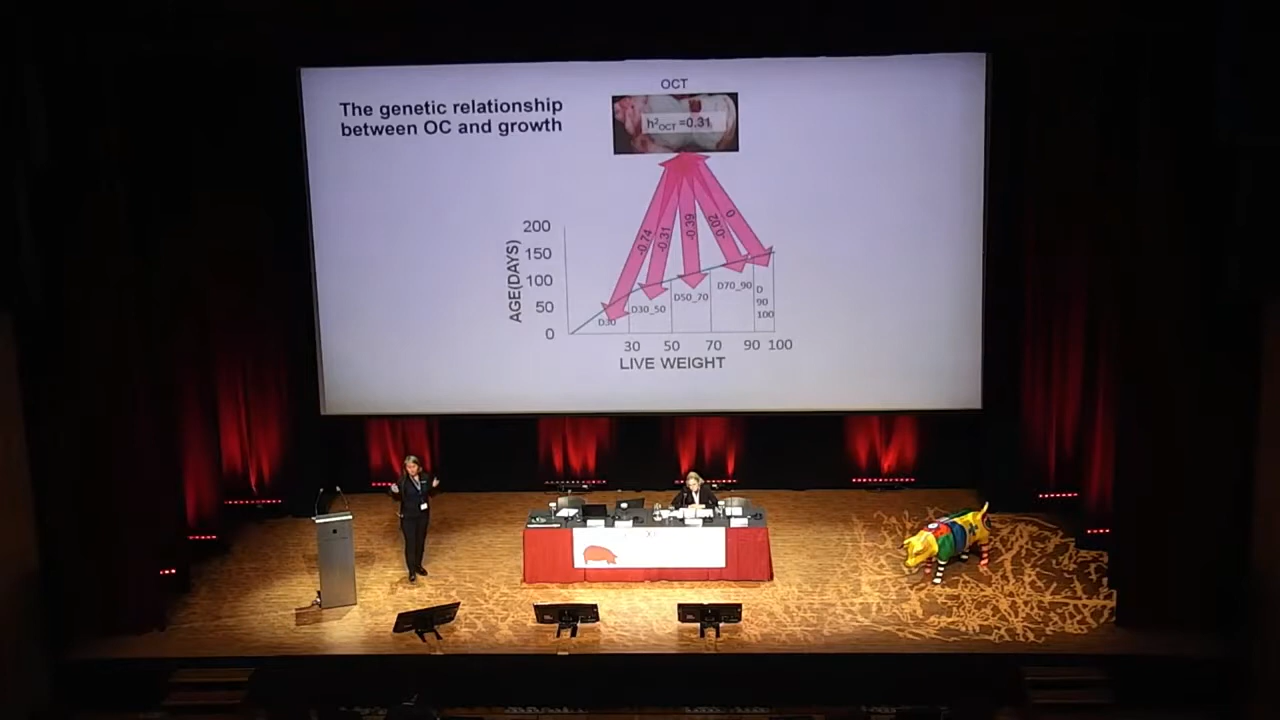 OCT
The genetic relationship
between OC and growth
h²OCT =0.31
-0.74
-0.31
-0.39
-0.02
0
AGE(DAYS)
200
150
100
50
0
D30
D30_50
D50_70
D70_90
D
90
100
30 50 70 90 100
LIVE WEIGHT